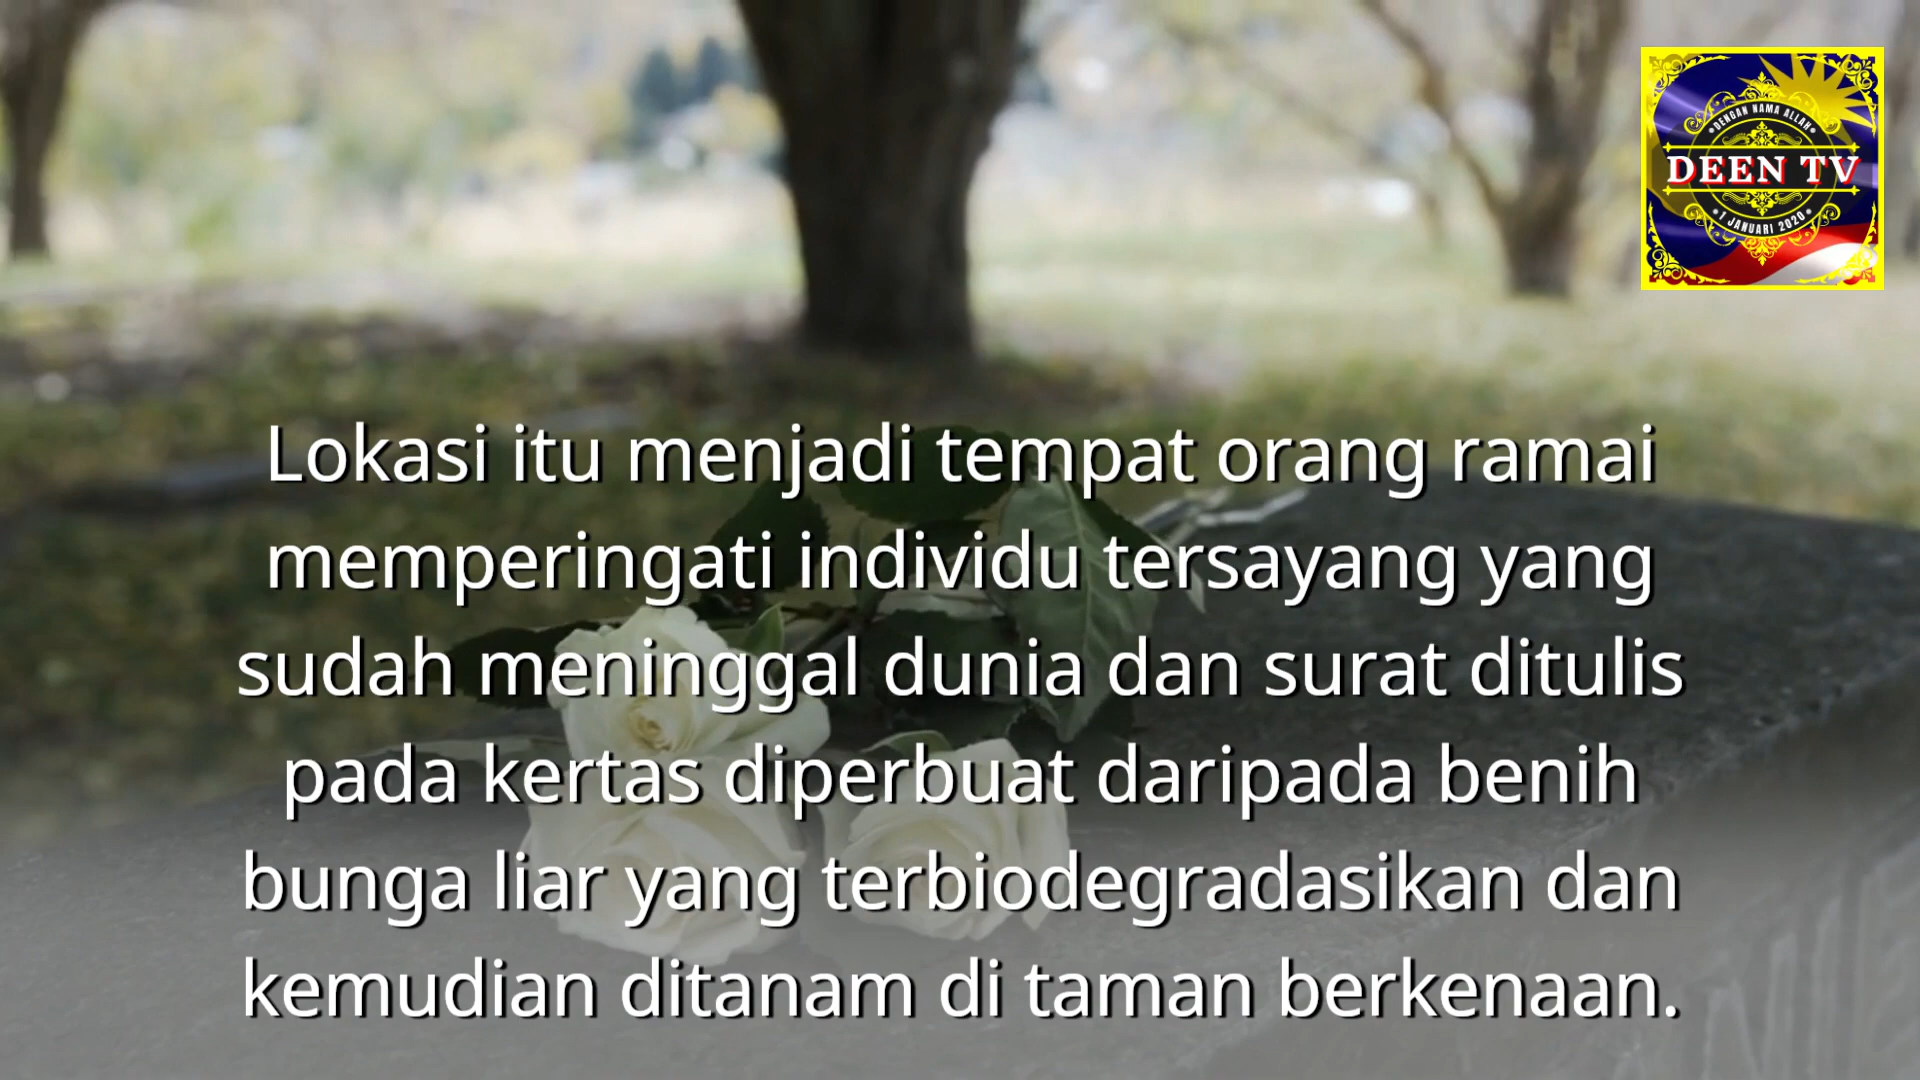 DENGAN NAMA ALLAH
DEEN TV
1 JANUARI 2020
Lokasi itu menjadi tempat orang ramai
memperingati individu tersayang yang
sudah meninggal dunia dan surat ditulis
pada kertas diperbuat daripada benih
bunga liar yang terbiodegradasikan dan
kemudian ditanam di taman berkenaan.